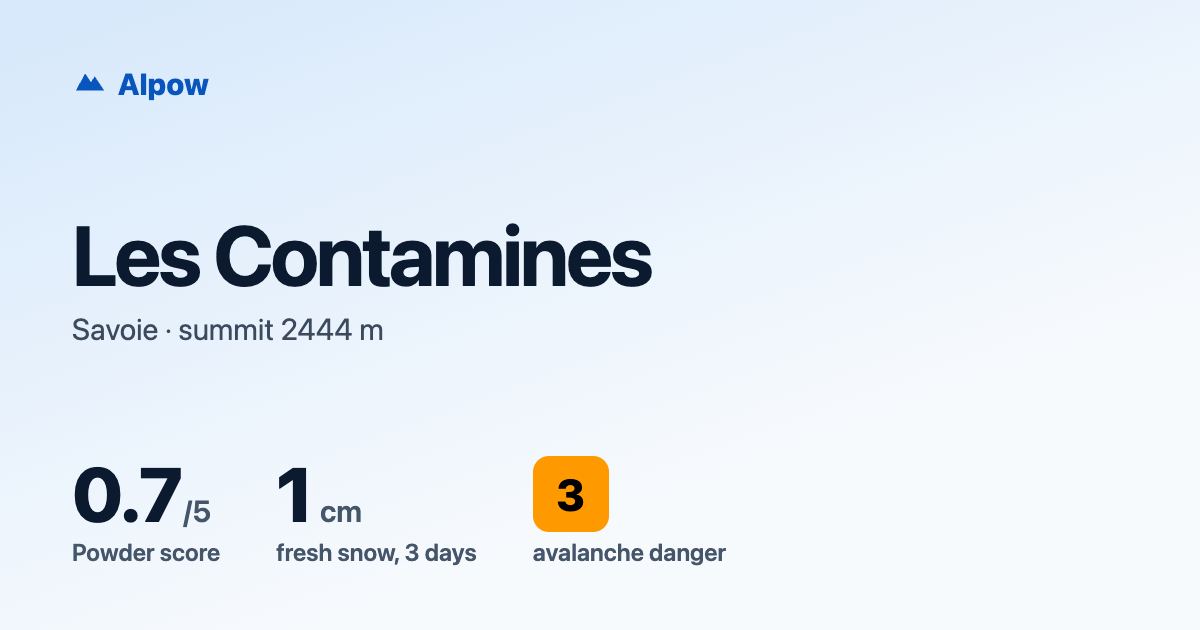 Alpow
Les Contamines
Savoie · summit 2444 m
0.7/5
Powder score
1 cm
fresh snow, 3 days
3
avalanche danger